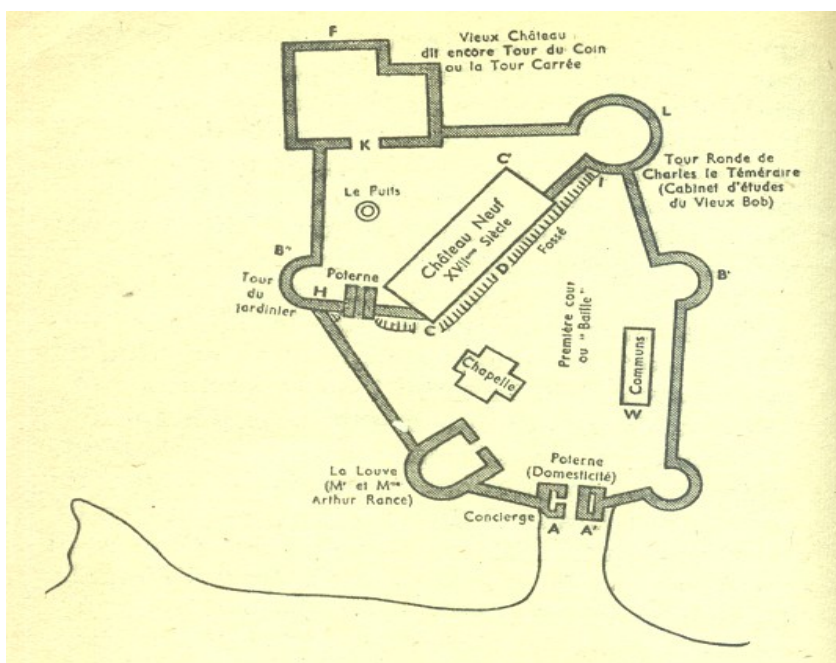 F
Vieux Château
dit encore Tour du Coin
ou la Tour Carrée
L
K
C'
I
Tour Ronde de
Charles le Téméraire
(Cabinet d'études
du Vieux Bob)
Le Puits
Château Neuf
XVIIème Siècle
D
Fossé
B"
Tour
du
Jardinier
H
Poterne
C
B'
Première cour
ou "Baille"
Chapelle
Communs
W
La Louve
(Mr et Mme
Arthur Rance)
Poterne
(Domesticité)
Concierge
A